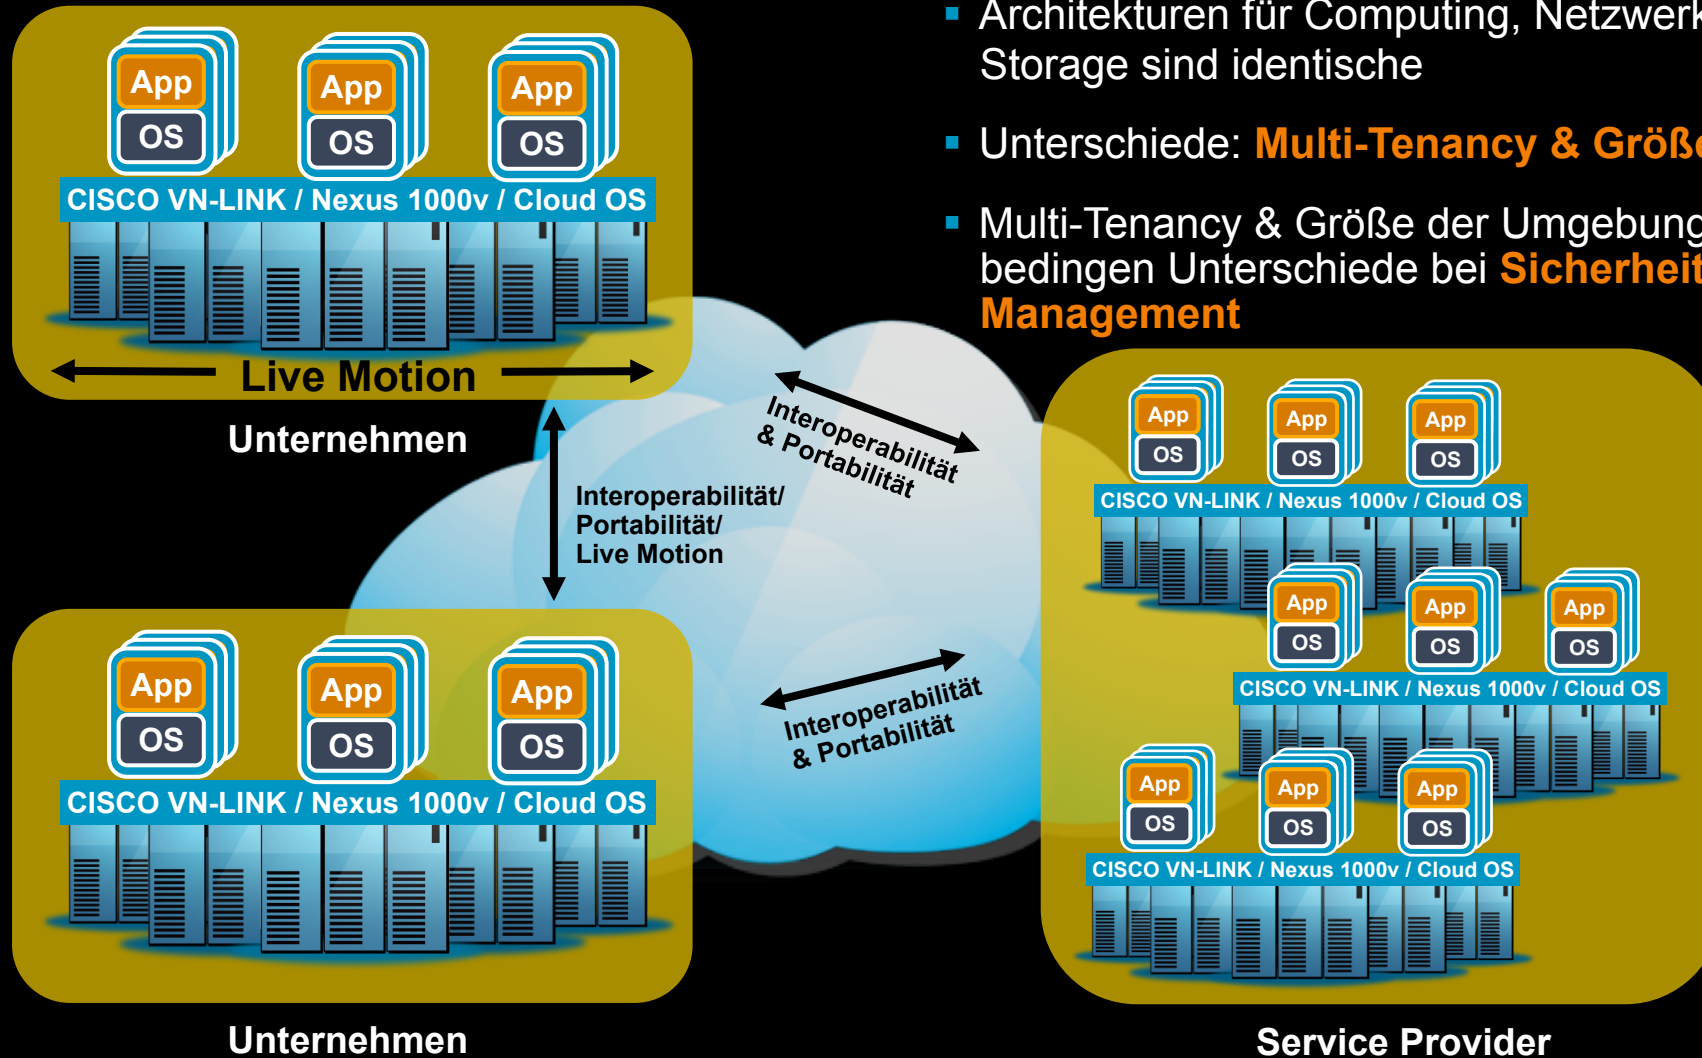 Architekturen für Computing, Netzwerk
Storage sind identische
Unterschiede: Multi-Tenancy & Größe
Multi-Tenancy & Größe der Umgebung
bedingen Unterschiede bei Sicherheit
Management
App
OS
App
OS
App
OS
CISCO VN-LINK / Nexus 1000v / Cloud OS
Live Motion
Unternehmen
Interoperabilität
& Portabilität
Interoperabilität/
Portabilität/
Live Motion
App
OS
App
OS
App
OS
CISCO VN-LINK / Nexus 1000v / Cloud OS
Unternehmen
Interoperabilität
& Portabilität
App
OS
App
OS
App
OS
CISCO VN-LINK / Nexus 1000v / Cloud OS
App
OS
App
OS
App
OS
CISCO VN-LINK / Nexus 1000v / Cloud OS
App
OS
App
OS
App
OS
CISCO VN-LINK / Nexus 1000v / Cloud OS
Service Provider